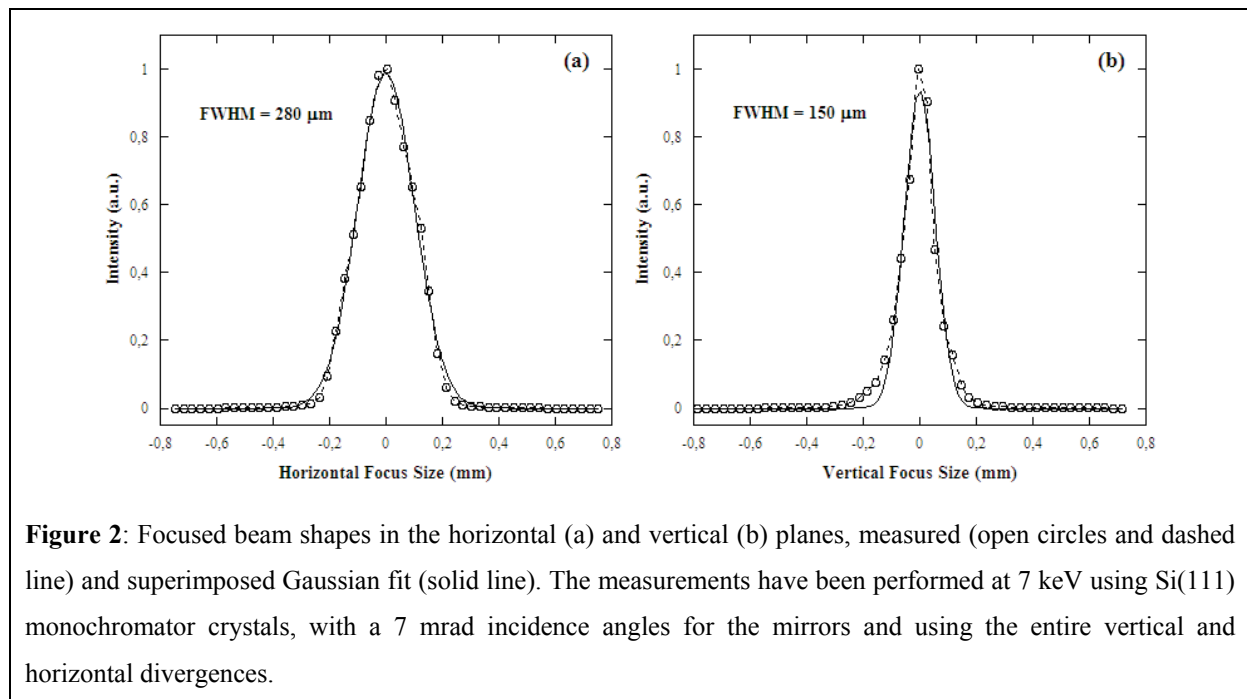 (a)
FWHM = 280 μm
Intensity (a.u.)
1
0,8
0,6
0,4
0,2
0
-0,8 -0,6 -0,4 -0,2 0 0,2 0,4 0,6 0,8
Horizontal Focus Size (mm)
(b)
FWHM = 150 μm
Intensity (a.u.)
1
0,8
0,6
0,4
0,2
0
-0,8 -0,6 -0,4 -0,2 0 0,2 0,4 0,6 0,8
Vertical Focus Size (mm)
Figure 2: Focused beam shapes in the horizontal (a) and vertical (b) planes, measured (open circles and dashed
line) and superimposed Gaussian fit (solid line). The measurements have been performed at 7 keV using Si(111)
monochromator crystals, with a 7 mrad incidence angles for the mirrors and using the entire vertical and
horizontal divergences.